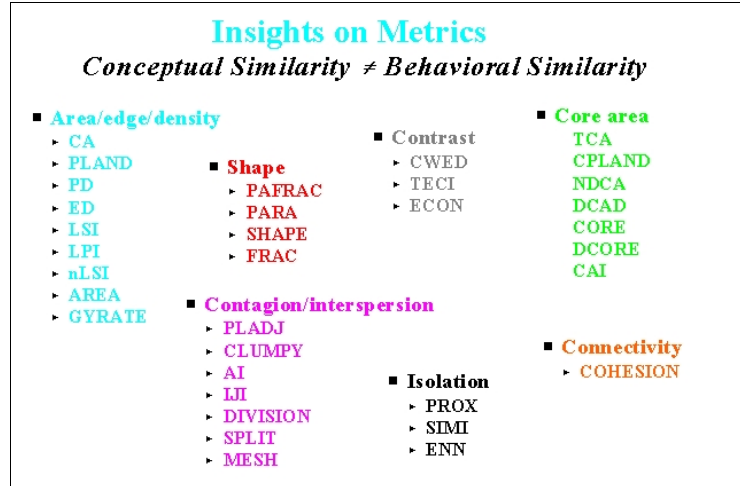 Insights on Metrics
Conceptual Similarity ≠ Behavioral Similarity
■ Area/edge/density
► CA
► PLAND
► PD
► ED
► LSI
► LPI
► nLSI
► AREA
► GYRATE
■ Shape
► PAFRAC
► PARA
► SHAPE
► FRAC
■ Contrast
► CWED
► TECI
► ECON
■ Core area
TCA
CPLAND
NDCA
DCAD
CORE
DCORE
CAI
■ Contagion/interspersion
► PLADJ
► CLUMPY
► AI
► IJI
► DIVISION
► SPLIT
► MESH
■ Isolation
► PROX
► SIMI
► ENN
■ Connectivity
► COHESION